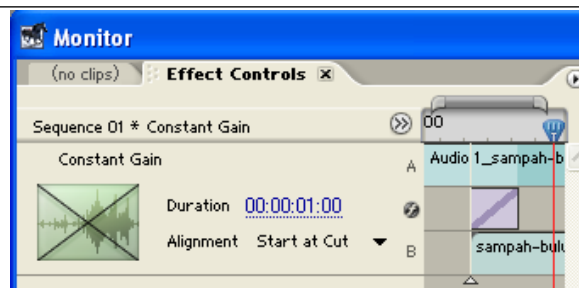 Monitor
(no clips) Effect Controls
Sequence 01 * Constant Gain 00
Constant Gain A Audio 1_sampah-b
Duration 00:00:01:00
Alignment Start at Cut B sampah-bulu